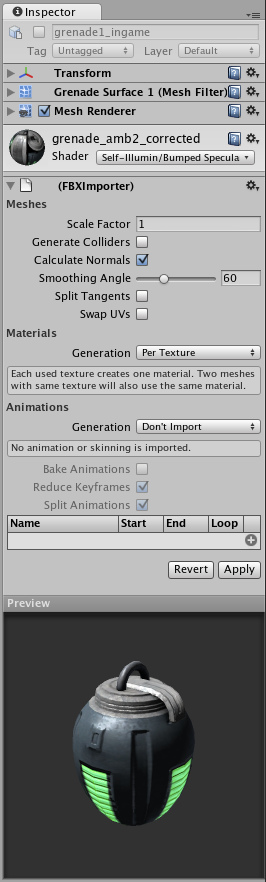 Inspector
grenade1_ingame
Tag Untagged Layer Default
Transform
Grenade Surface 1 (Mesh Filter)
Mesh Renderer
grenade_amb2_corrected
Shader Self-Illumin/Bumped Specula
(FBXImporter)
Meshes
Scale Factor 1
Generate Colliders
Calculate Normals
Smoothing Angle 60
Split Tangents
Swap UVs
Materials
Generation Per Texture
Each used texture creates one material. Two meshes
with same texture will also use the same material.
Animations
Generation Don't Import
No animation or skinning is imported.
Bake Animations
Reduce Keyframes
Split Animations
Name Start End Loop
Revert Apply
Preview